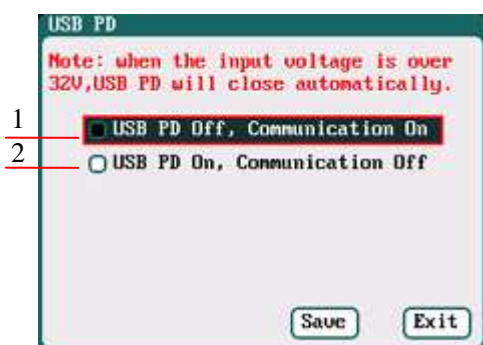 USB PD
Note: when the input voltage is over
32V,USB PD will close automatically.
1
USB PD Off, Communication On
2
USB PD On, Communication Off
Save Exit